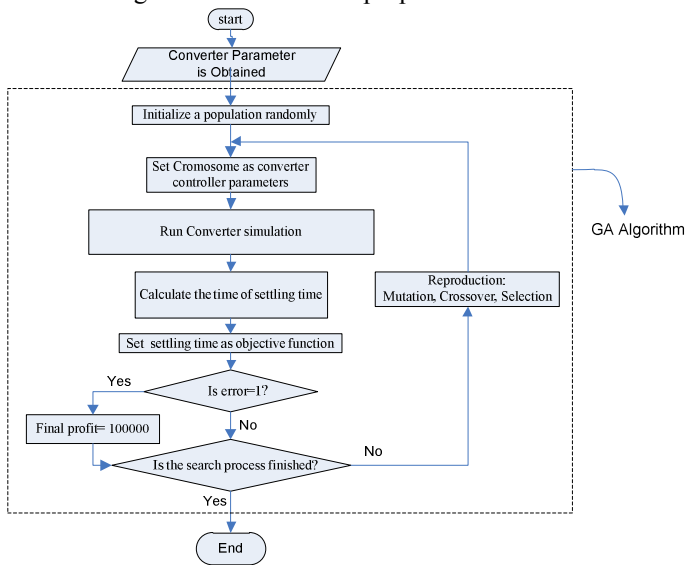 start
Converter Parameter
is Obtained
Initialize a population randomly
Set Cromosome as converter
controller parameters
Run Converter simulation
GA Algorithm
Calculate the time of settling time
Reproduction:
Mutation, Crossover, Selection
Set settling time as objective function
Yes
Is error=1?
Final profit= 100000
No
Is the search process finished?
No
Yes
End